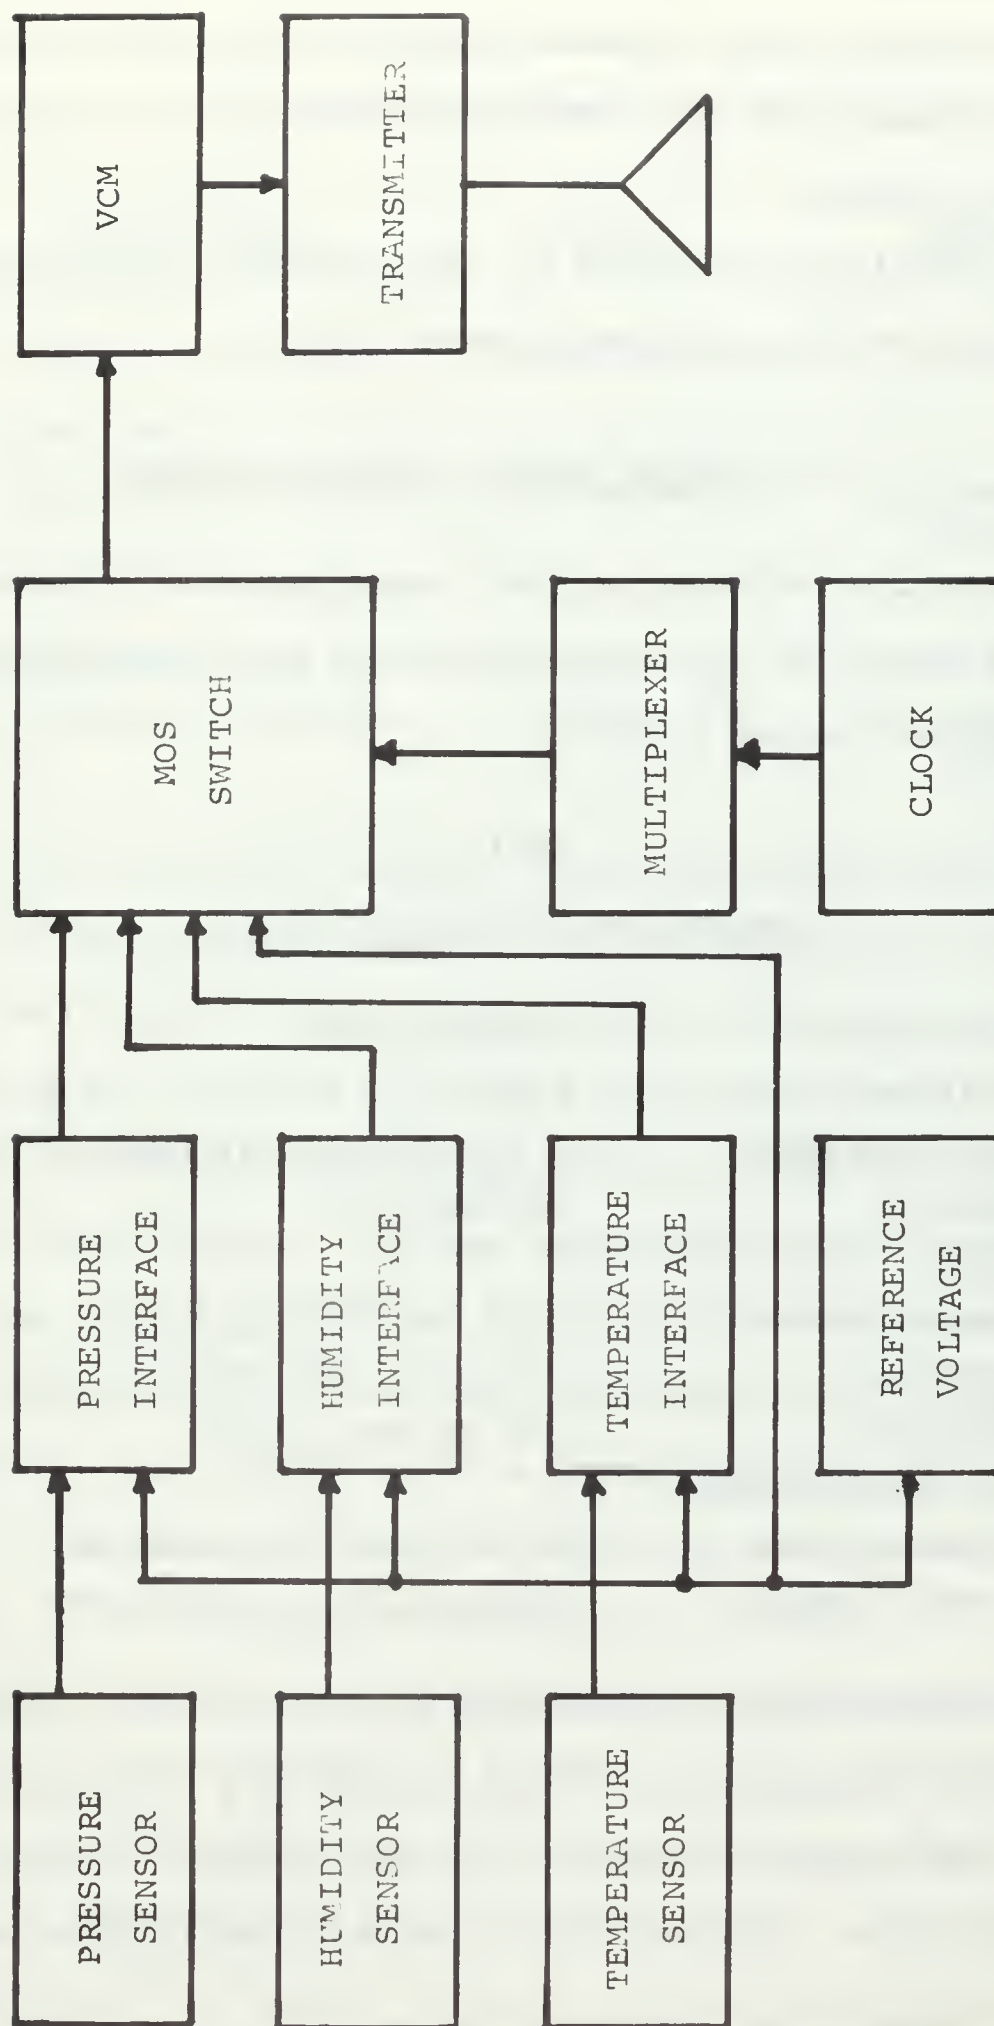 PRESSURE
SENSOR
HUMIDITY
SENSOR
TEMPERATURE
SENSOR
PRESSURE
INTERFACE
HUMIDITY
INTERFACE
TEMPERATURE
INTERFACE
REFERENCE
VOLTAGE
MOS
SWITCH
MULTIPLEXER
CLOCK
VCM
TRANSMITTER